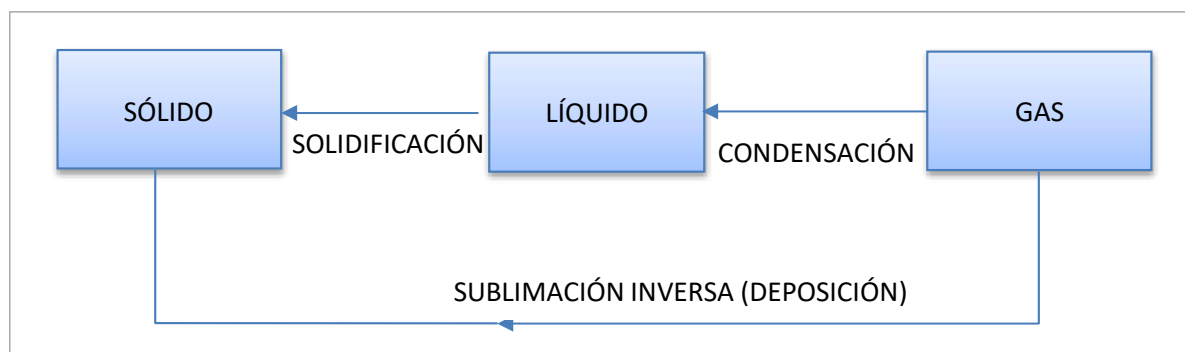 SÓLIDO
LÍQUIDO
GAS
SOLIDIFICACIÓN
CONDENSACIÓN
SUBLIMACIÓN INVERSA (DEPOSICIÓN)